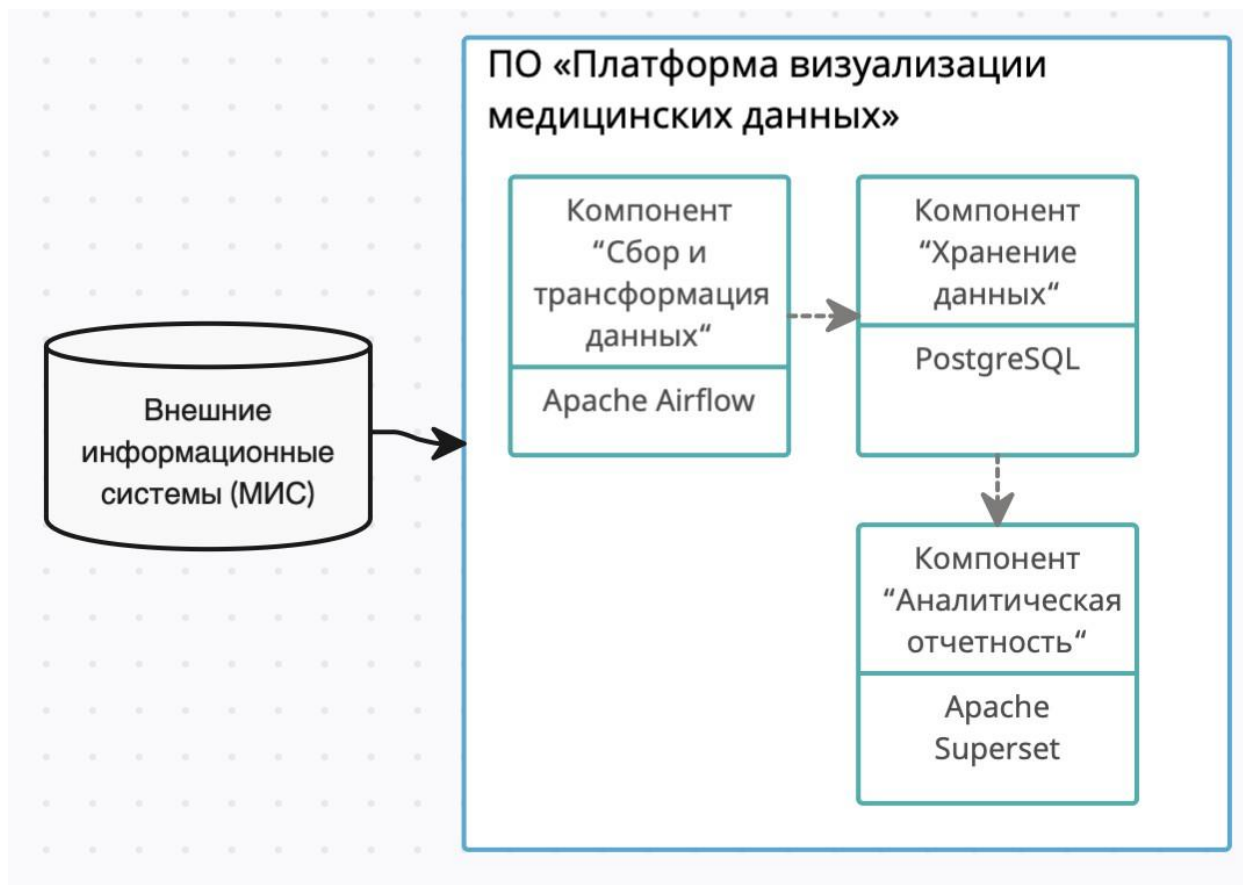 ПО «Платформа визуализации
медицинских данных»
Компонент
“Сбор и
трансформация
данных“
Apache Airflow
Компонент
“Хранение
данных“
PostgreSQL
Внешние
информационные
системы (МИС)
Компонент
“Аналитическая
отчетность“
Apache
Superset